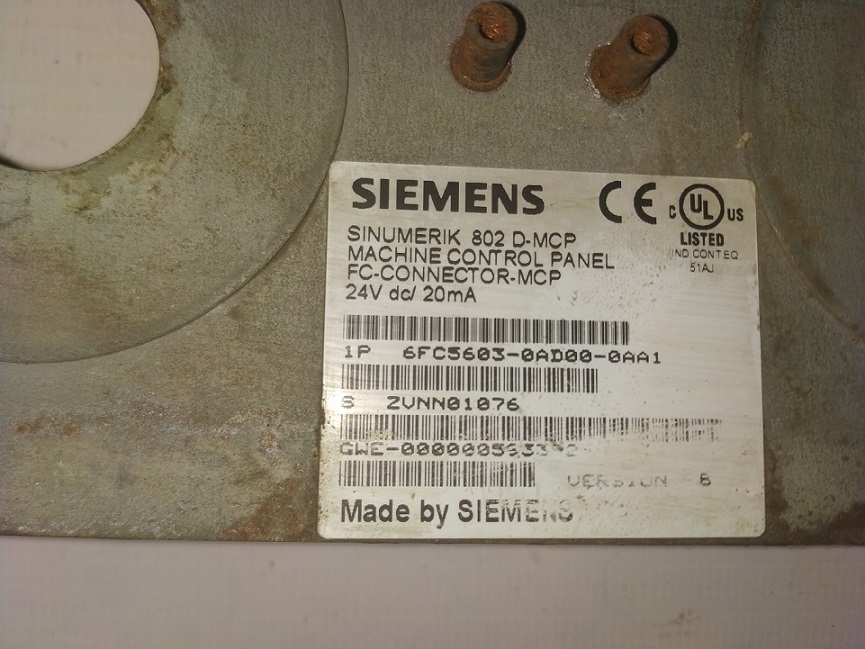 SIEMENS CE
C UL US
LISTED
IND.CONT.EQ
51AJ
SINUMERIK 802 D-MCP
MACHINE CONTROL PANEL
FC-CONNECTOR-MCP
24V dc/ 20mA
1P 6FC5603-0AD00-0AA1
S ZVNN01076
VERSION 8
Made by SIEMENS